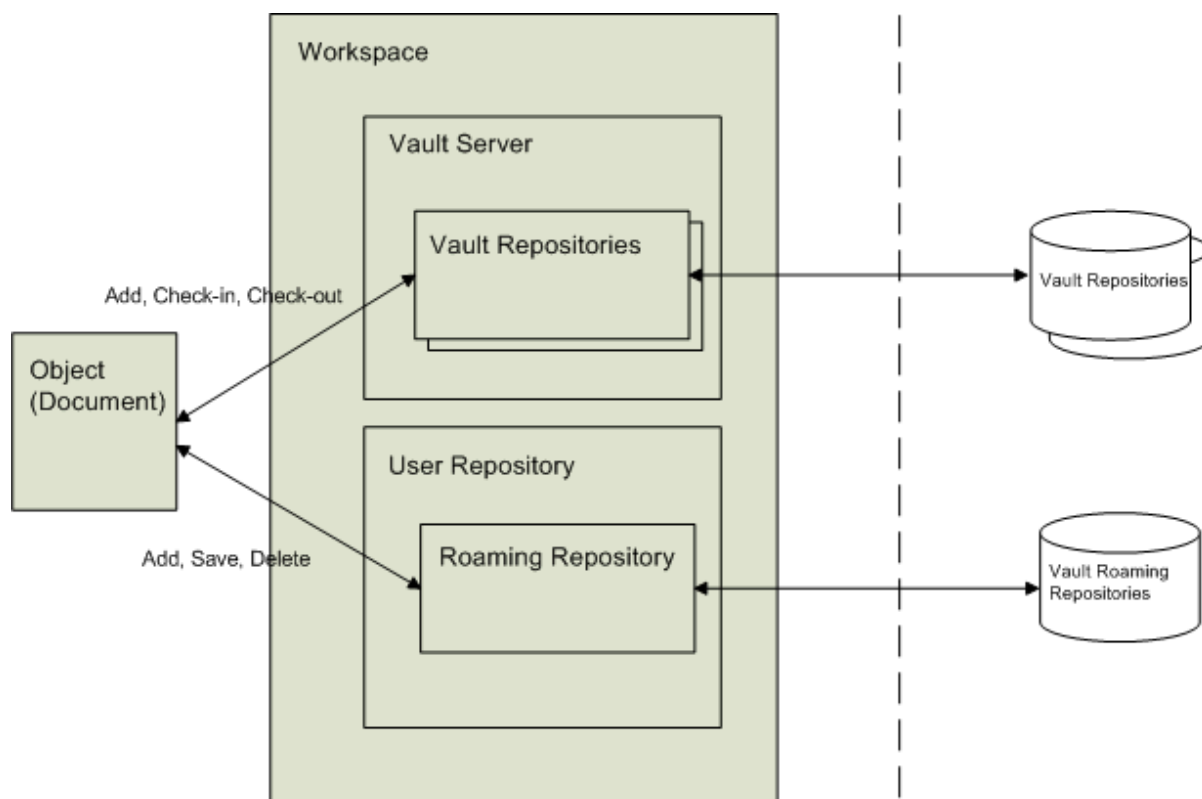 Workspace
Vault Server
Vault Repositories
Vault Repositories
Add, Check-in, Check-out
Object
(Document)
User Repository
Roaming Repository
Add, Save, Delete
Vault Roaming
Repositories